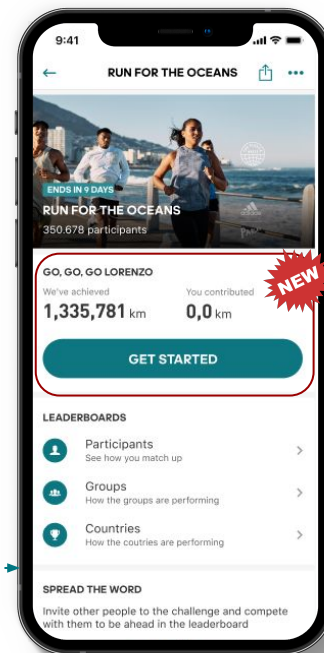 9:41
RUN FOR THE OCEANS
ENDS IN 9 DAYS
RUN FOR THE OCEANS
350.678 participants
GO, GO, GO LORENZO
NEW
We've achieved You contributed
1,335,781 km 0,0 km
GET STARTED
LEADERBOARDS
Participants
See how you match up
Groups
How the groups are performing
Countries
How the coutries are performing
SPREAD THE WORD
Invite other people to the challenge and compete
with them to be ahead in the leaderboard